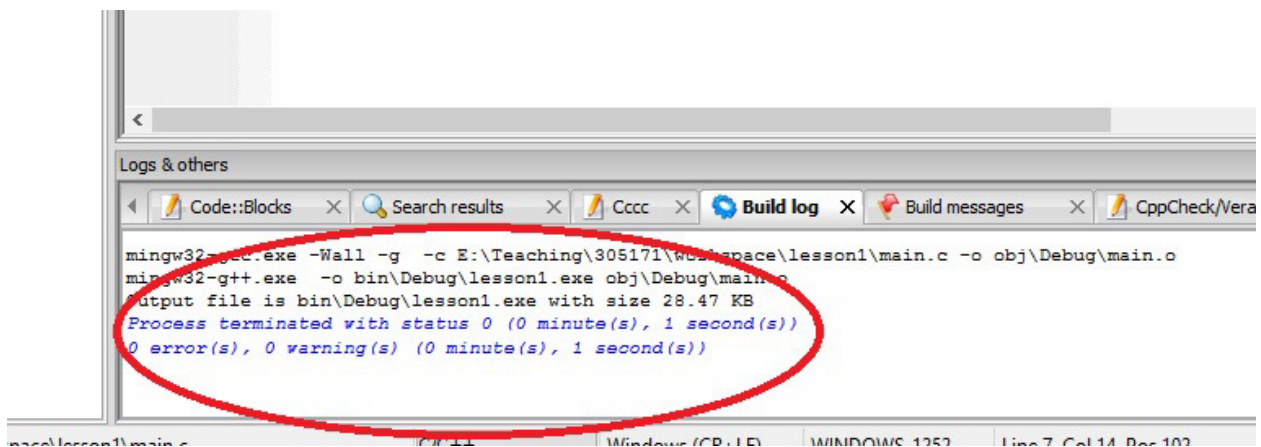 Logs & others
Code::Blocks X Search results X Cccc X Build log X Build messages X CppCheck/Vera
mingw32-gcc.exe -Wall -g -c E:\Teaching\305171\workspace\lesson1\main.c -o obj\Debug\main.o
mingw32-g++.exe -o bin\Debug\lesson1.exe obj\Debug\main.o
Output file is bin\Debug\lesson1.exe with size 28.47 KB
Process terminated with status 0 (0 minute(s), 1 second(s))
0 error(s), 0 warning(s) (0 minute(s), 1 second(s))
space\lesson1\main.c C/C++ Windows (CR+LF) WINDOWS-1252 Line 7, Col 14, Pos 102